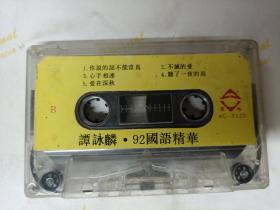 1.你說的話不能當真 2.不滅的愛
3.心手相連 4.聽了一夜的雨
5.愛在深秋
B
譚詠麟·92國語精華